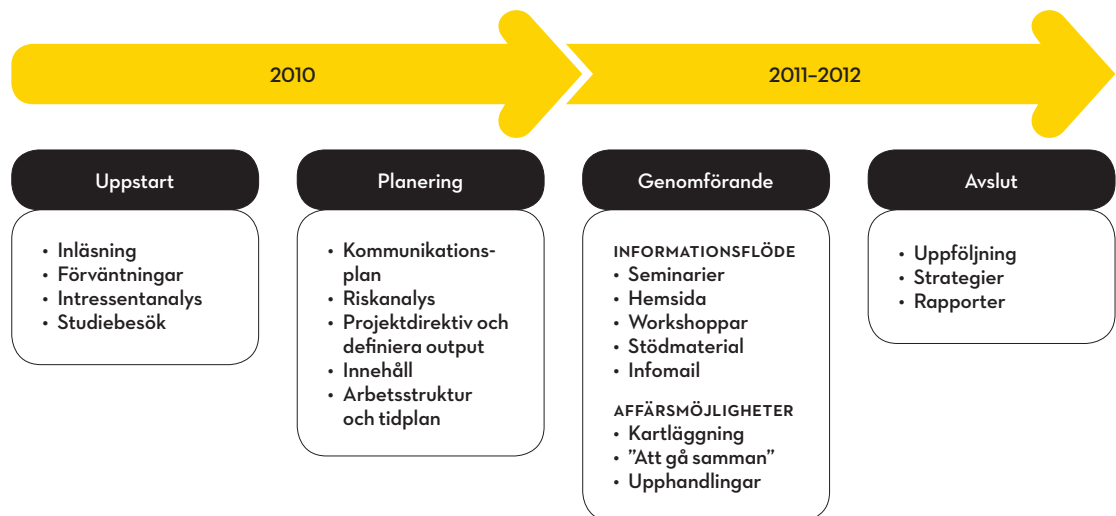 2010
2011–2012
Uppstart
• Inläsning
• Förväntningar
• Intressentanalys
• Studiebesök
Planering
• Kommunikations-
plan
• Riskanalys
• Projektdirektiv och
definiera output
• Innehåll
• Arbetsstruktur
och tidplan
Genomförande
INFORMATIONSFLÖDE
• Seminarier
• Hemsida
• Workshoppar
• Stödmaterial
• Infomail
AFFÄRSMÖJLIGHETER
• Kartläggning
• ”Att gå samman”
• Upphandlingar
Avslut
• Uppföljning
• Strategier
• Rapporter